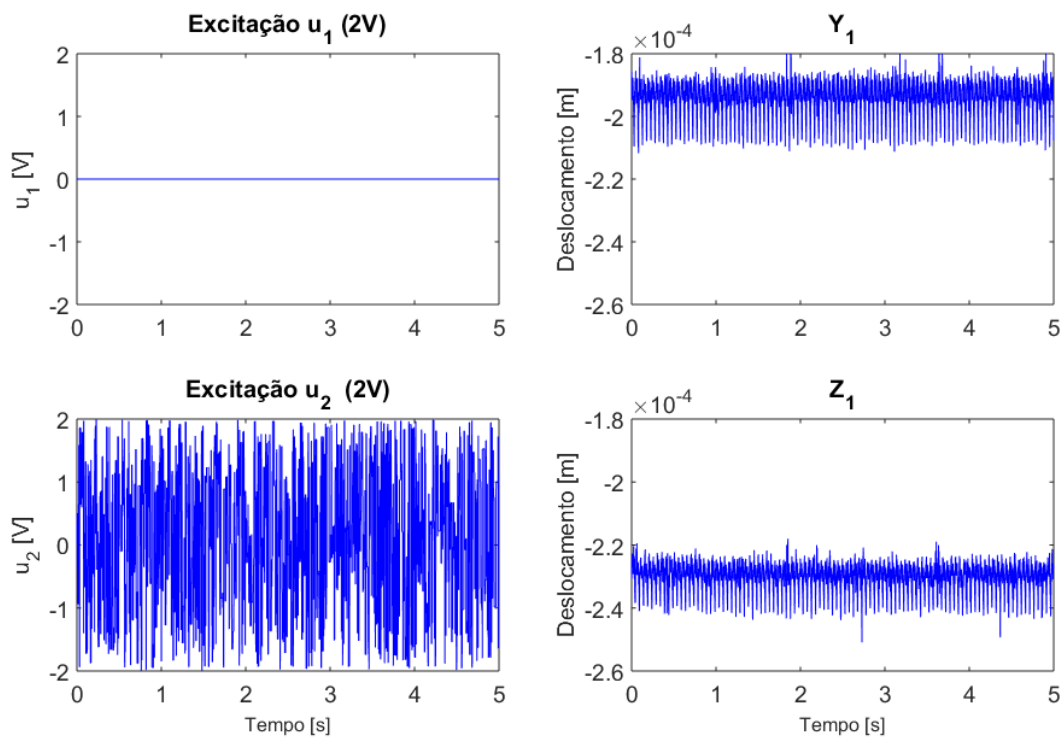 Excitação u₁ (2V)
2
1
0
-1
-2
u₁ [V]
0 1 2 3 4 5
Y₁
×10⁻⁴
-1.8
-2
-2.2
-2.4
-2.6
Deslocamento [m]
0 1 2 3 4 5
Excitação u₂ (2V)
2
1
0
-1
-2
u₂ [V]
0 1 2 3 4 5
Tempo [s]
Z₁
×10⁻⁴
-1.8
-2
-2.2
-2.4
-2.6
Deslocamento [m]
0 1 2 3 4 5
Tempo [s]